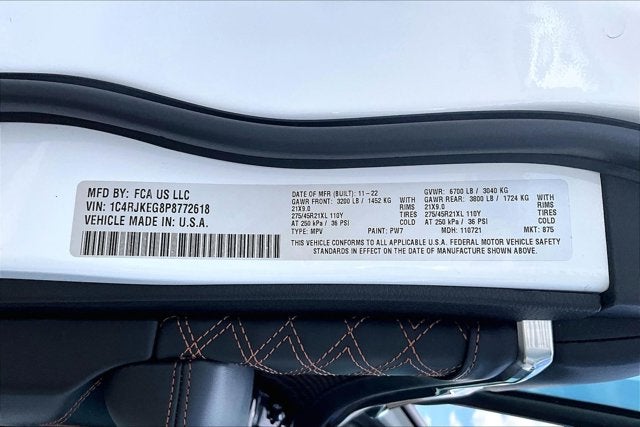 MFD BY: FCA US LLC
VIN: 1C4RJKEG8P8772618
VEHICLE MADE IN: U.S.A.
DATE OF MFR (BUILT): 11-22
GAWR FRONT: 3200 LB / 1452 KG WITH
21X9.0 RIMS
275/45R21XL 110Y
AT 250 kPa / 36 PSI COLD
TYPE: MPV PAINT: PW7
GVWR: 6700 LB / 3040 KG
GAWR REAR: 3800 LB / 1724 KG WITH
21X9.0 RIMS
275/45R21XL 110Y
AT 250 kPa / 36 PSI COLD
MDH: 110721 MKT: 875
THIS VEHICLE CONFORMS TO ALL APPLICABLE U.S.A. FEDERAL MOTOR VEHICLE SAFETY
STANDARDS IN EFFECT ON THE DATE OF MANUFACTURE SHOWN ABOVE.